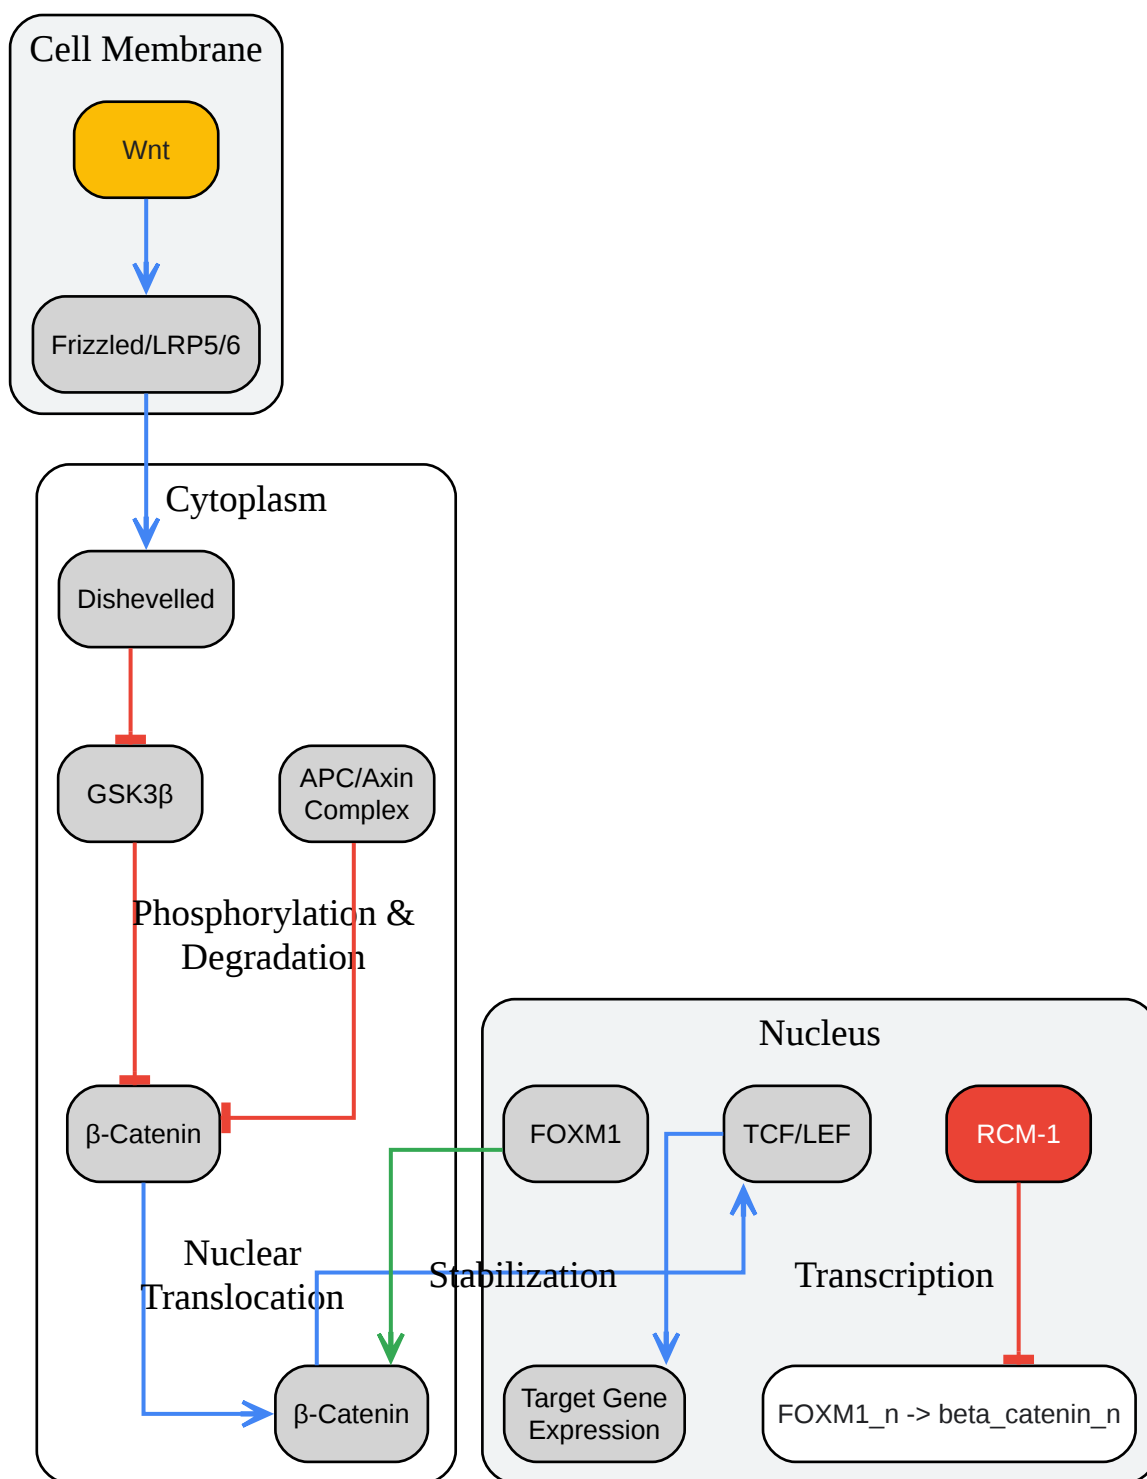 Cell Membrane
Wnt
Frizzled/LRP5/6
Cytoplasm
Dishevelled
GSK3β
APC/Axin
Complex
Phosphorylation &
Degradation
Nucleus
β-Catenin
FOXM1
TCF/LEF
RCM-1
Nuclear
Translocation
Stabilization
Transcription
β-Catenin
Target Gene
Expression
FOXM1_n -> beta_catenin_n